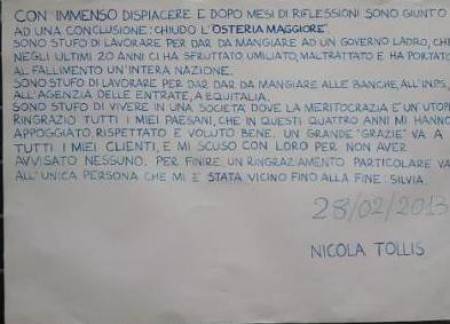 CON IMMENSO DISPIACERE E DOPO MESI DI RIFLESSIONI SONO GIUNTO
AD UNA CONCLUSIONE: CHIUDO L'"OSTERIA MAGGIORE".
SONO STUFO DI LAVORARE PER DAR DA MANGIARE AD UN GOVERNO LADRO, CHE
NEGLI ULTIMI 20 ANNI CI HA SFRUTTATO UMILIATO, MALTRATTATO E HA PORTATO
AL FALLIMENTO UN'INTERA NAZIONE.
SONO STUFO DI LAVORARE PER DAR DAR DA MANGIARE ALLE BANCHE, ALL'INPS,
ALL'AGENZIA DELLE ENTRATE, A EQUITALIA.
SONO STUFO DI VIVERE IN UNA SOCIETÀ DOVE LA MERITOCRAZIA E' UN'UTOP
RINGRAZIO TUTTI I MIEI PAESANI, CHE IN QUESTI QUATTRO ANNI MI HANNO
APPOGGIATO, RISPETTATO E VOLUTO BENE. UN GRANDE "GRAZIE" VA A
TUTTI I MIEI CLIENTI, E MI SCUSO CON LORO PER NON AVER
AVVISATO NESSUNO. PER FINIRE UN RINGRAZIAMENTO PARTICOLARE VA
ALL'UNICA PERSONA CHE MI E' STATA VICINO FINO ALLA FINE: SILVIA.
28/02/2013
NICOLA TOLLIS